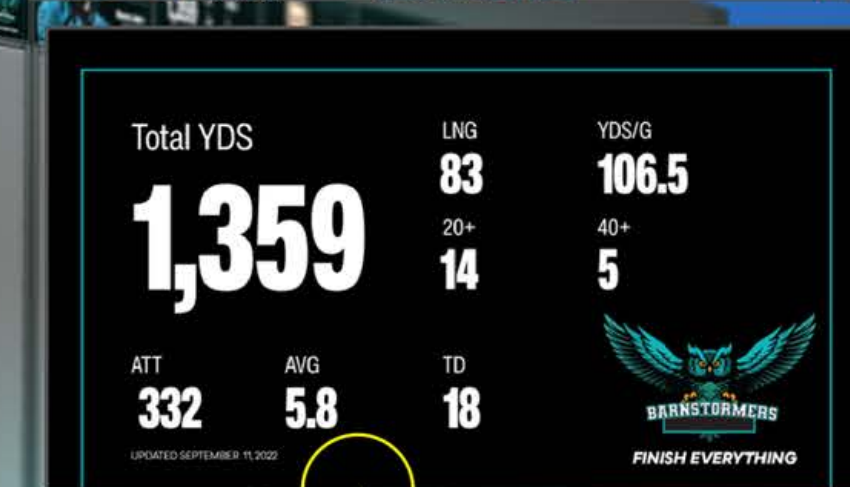 Total YDS
1,359
LNG
83
YDS/G
106.5
20+
14
40+
5
ATT
332
AVG
5.8
TD
18
UPDATED SEPTEMBER 11, 2022
BARNSTORMERS
FINISH EVERYTHING